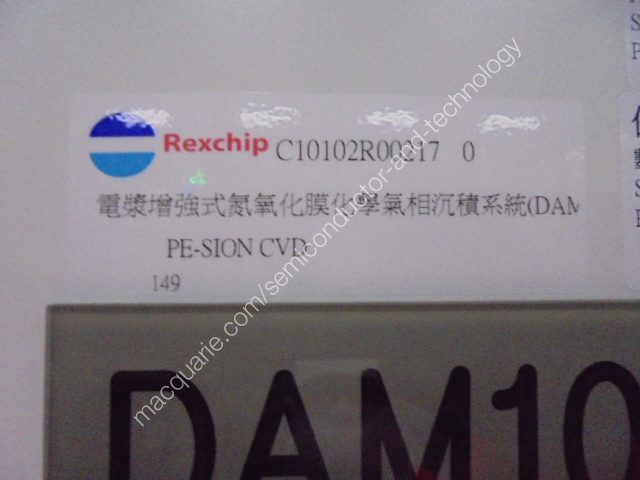 Rexchip C10102R00217 0
電漿增強式氮氧化膜化學氣相沉積系統(DAM
PE-SION CVD
149
DAM10
macquarie.com/semiconductor-and-technology